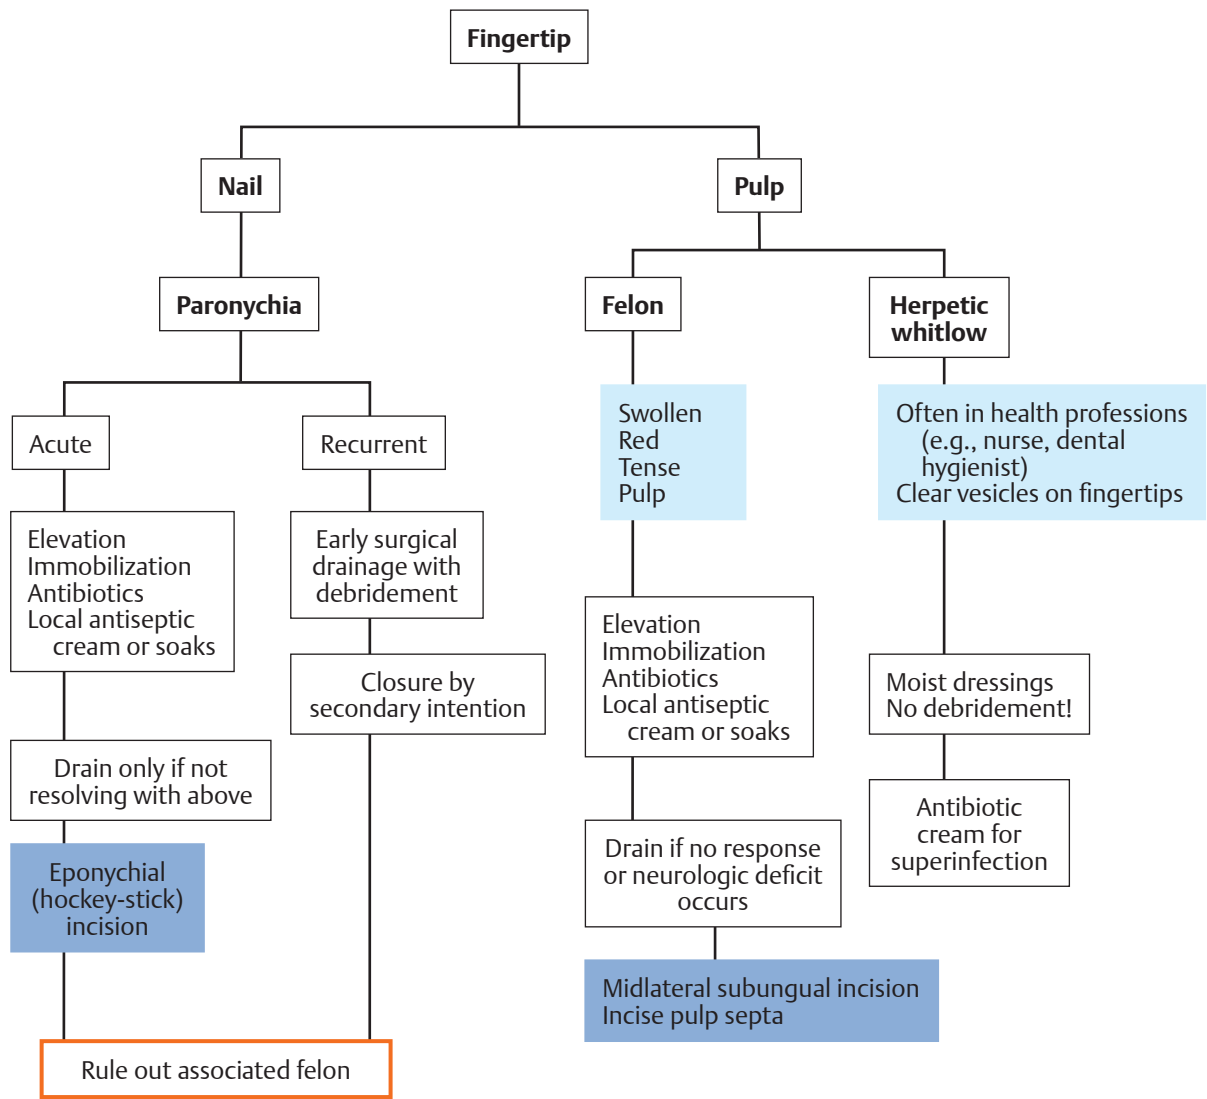 Fingertip
Nail
Pulp
Paronychia
Felon
Herpetic
whitlow
Acute
Recurrent
Swollen
Red
Tense
Pulp
Often in health professions
(e.g., nurse, dental
hygienist)
Clear vesicles on fingertips
Elevation
Immobilization
Antibiotics
Local antiseptic
cream or soaks
Early surgical
drainage with
debridement
Closure by
secondary intention
Elevation
Immobilization
Antibiotics
Local antiseptic
cream or soaks
Moist dressings
No debridement!
Drain only if not
resolving with above
Antibiotic
cream for
superinfection
Eponychial
(hockey-stick)
incision
Drain if no response
or neurologic deficit
occurs
Midlateral subungual incision
Incise pulp septa
Rule out associated felon